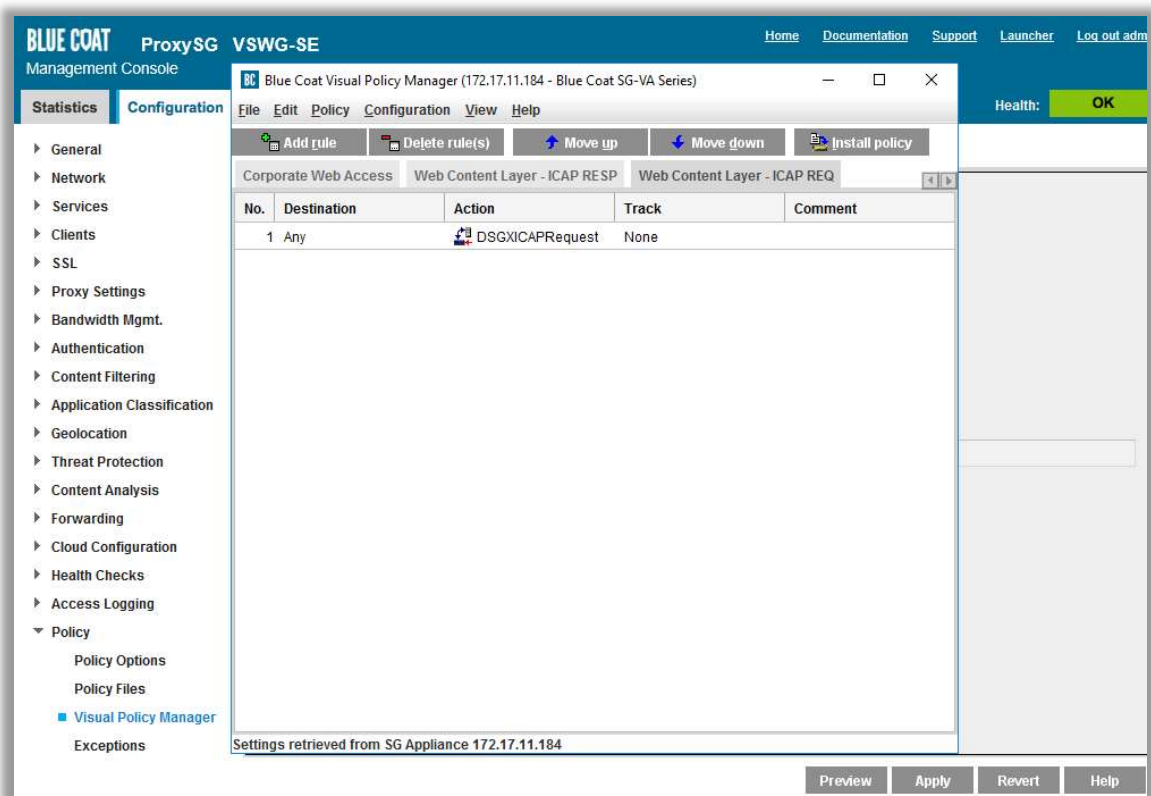 BLUE COAT ProxySG VSWG-SE
Home Documentation Support Launcher Log out adm
Management Console
BC Blue Coat Visual Policy Manager (172.17.11.184 - Blue Coat SG-VA Series)
Statistics Configuration
File Edit Policy Configuration View Help
Health: OK
Add rule Delete rule(s) Move up Move down Install policy
Corporate Web Access Web Content Layer - ICAP RESP Web Content Layer - ICAP REQ
No. Destination Action Track Comment
1 Any DSGXICAPRequest None
General
Network
Services
Clients
SSL
Proxy Settings
Bandwidth Mgmt.
Authentication
Content Filtering
Application Classification
Geolocation
Threat Protection
Content Analysis
Forwarding
Cloud Configuration
Health Checks
Access Logging
Policy
Policy Options
Policy Files
Visual Policy Manager
Exceptions
Settings retrieved from SG Appliance 172.17.11.184
Preview Apply Revert Help